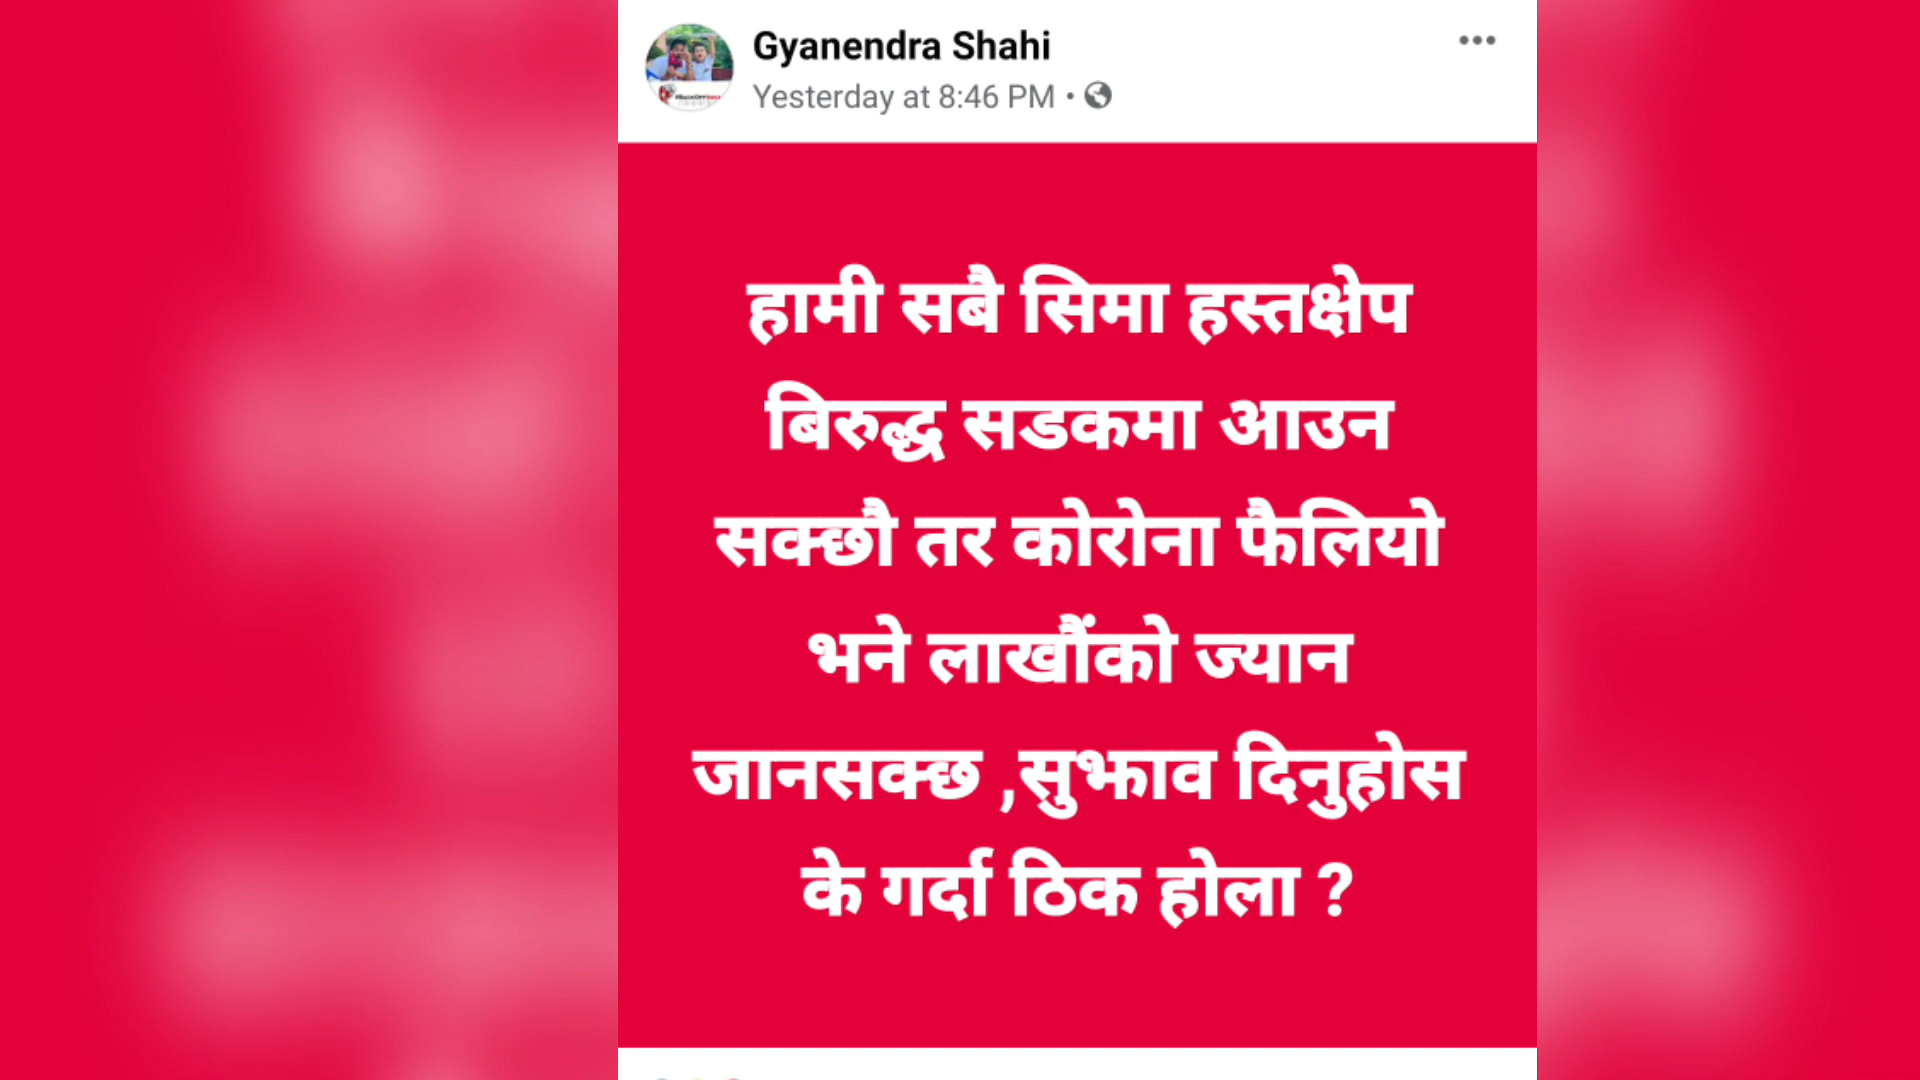 Gyanendra Shahi
Yesterday at 8:46 PM •
हामी सबै सिमा हस्तक्षेप
बिरुद्ध सडकमा आउन
सक्छौ तर कोरोना फैलियो
भने लाखौंको ज्यान
जानसक्छ ,सुझाव दिनुहोस
के गर्दा ठिक होला ?